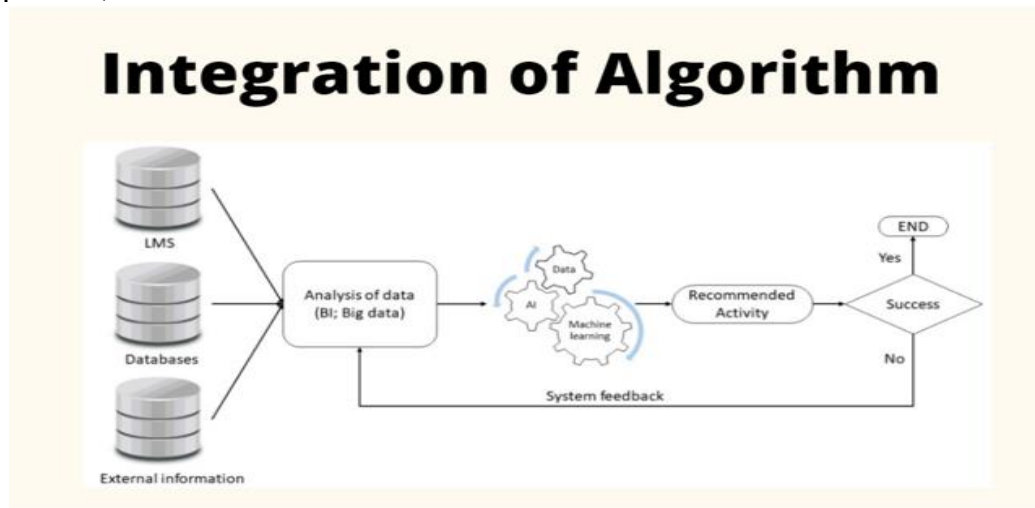 Integration of Algorithm
LMS
Databases
External information
Analysis of data
(BI; Big data)
Data
AI
Machine
learning
Recommended
Activity
Success
Yes
END
No
System feedback